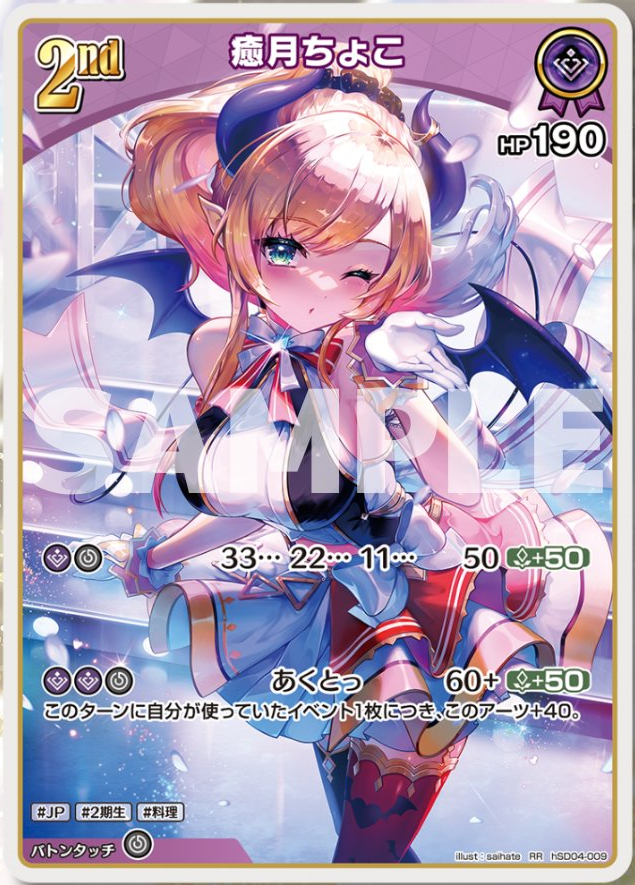 2nd
癒月ちょこ
HP190
SAMPLE
33… 22… 11… 50 +50
あくとっ 60+ +50
このターンに自分が使っていたイベント1枚につき、このアーツ+40。
#JP #2期生 #料理
バトンタッチ
illust：saihate RR hSD04-009